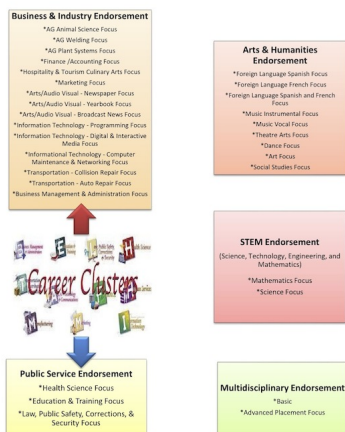 Business & Industry Endorsement
*AG Animal Science Focus
*AG Welding Focus
*AG Plant Systems Focus
*Finance /Accounting Focus
*Hospitality & Tourism Culinary Arts Focus
*Marketing Focus
*Arts/Audio Visual - Newspaper Focus
*Arts/Audio Visual - Yearbook Focus
*Arts/Audio Visual - Broadcast News Focus
*Information Technology - Programming Focus
*Information Technology - Digital & Interactive
Media Focus
*Informational Technology - Computer
Maintenance & Networking Focus
*Transportation - Collision Repair Focus
*Transportation - Auto Repair Focus
*Business Management & Administration Focus
Career Clusters
Public Service Endorsement
*Health Science Focus
*Education & Training Focus
*Law, Public Safety, Corrections, &
Security Focus
Arts & Humanities
Endorsement
*Foreign Language Spanish Focus
*Foreign Language French Focus
*Foreign Language Spanish and French
Focus
*Music Instrumental Focus
*Music Vocal Focus
*Theatre Arts Focus
*Dance Focus
*Art Focus
*Social Studies Focus
STEM Endorsement
(Science, Technology, Engineering, and
Mathematics)
*Mathematics Focus
*Science Focus
Multidisciplinary Endorsement
*Basic
*Advanced Placement Focus